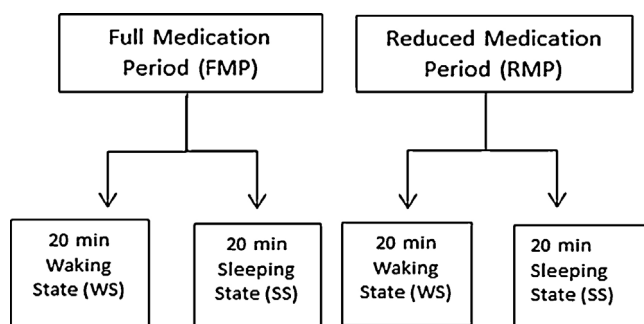 Full Medication
Period (FMP)
Reduced Medication
Period (RMP)
20 min
Waking
State (WS)
20 min
Sleeping
State (SS)
20 min
Waking
State (WS)
20 min
Sleeping
State (SS)